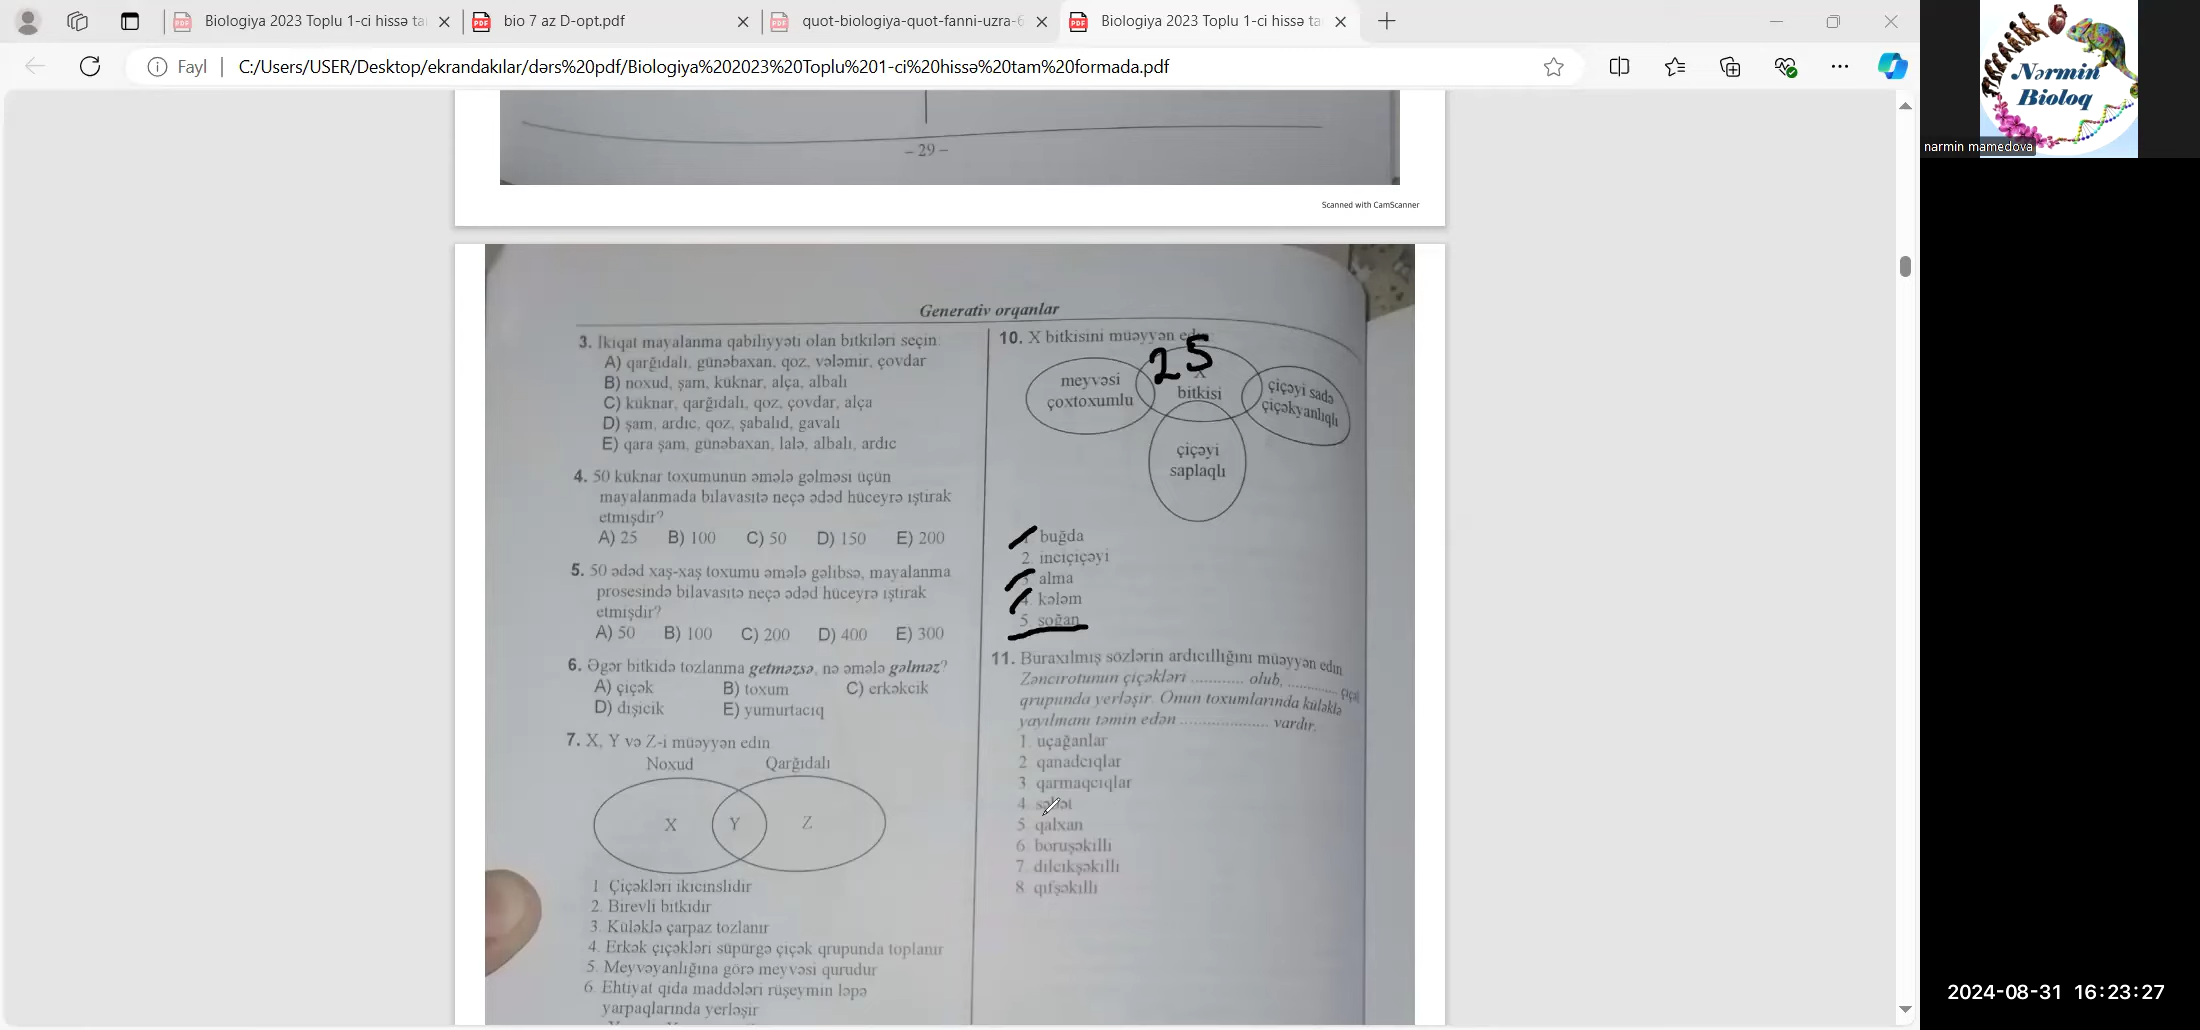 Biologiya 2023 Toplu 1-ci hissə ta
bio 7 az D-opt.pdf
quot-biologiya-quot-fanni-uzra-6
Biologiya 2023 Toplu 1-ci hissə ta
Fayl
C:/Users/USER/Desktop/ekrandakılar/dərs%20pdf/Biologiya%202023%20Toplu%201-ci%20hissə%20tam%20formada.pdf
Nərmin
Bioloq
narmin mamedova
– 29 –
Scanned with CamScanner
Generativ orqanlar
3. İkiqat mayalanma qabiliyyəti olan bitkiləri seçin.
A) qarğıdalı, günəbaxan, qoz, vələmir, çovdar
B) noxud, şam, küknar, alça, albalı
C) küknar, qarğıdalı, qoz, çovdar, alça
D) şam, ardıc, qoz, şabalıd, gavalı
E) qara şam, günəbaxan, lalə, albalı, ardıc
4. 50 küknar toxumunun əmələ gəlməsi üçün
mayalanmada bilavasitə neçə ədəd hüceyrə iştirak
etmişdir?
A) 25 B) 100 C) 50 D) 150 E) 200
5. 50 ədəd xaş-xaş toxumu əmələ gəlibsə, mayalanma
prosesində bilavasitə neçə ədəd hüceyrə iştirak
etmişdir?
A) 50 B) 100 C) 200 D) 400 E) 300
6. Əgər bitkidə tozlanma getməzsə, nə əmələ gəlməz?
A) çiçək B) toxum C) erkəkcik
D) dişicik E) yumurtacıq
7. X, Y və Z-i müəyyən edin
Noxud Qarğıdalı
X Y Z
1. Çiçəkləri ikicinslidir
2. Birevli bitkidir
3. Küləklə çarpaz tozlanır
4. Erkək çiçəkləri süpürgə çiçək qrupunda toplanır
5. Meyvəyanlığına görə meyvəsi qurudur
6. Ehtiyat qida maddələri rüşeymin ləpə
yarpaqlarında yerləşir
10. X bitkisini müəyyən
25
meyvəsi
çoxtoxumlu
X
bitkisi
çiçəyi sadə
çiçəkyanlıqlı
çiçəyi
saplaqlı
buğda
2. inciçiçəyi
3. alma
4. kələm
5. soğan
11. Buraxılmış sözlərin ardıcıllığını müəyyən edin
Zəncirotunun çiçəkləri ........... olub, ........... çiçək
qrupunda yerləşir. Onun toxumlarında küləklə
yayılmanı təmin edən .................... vardır.
1. uçağanlar
2. qanadcıqlar
3. qarmaqcıqlar
4. səbət
5. qalxan
6. boruşəkilli
7. dilcikşəkilli
8. qıfşəkilli
2024-08-31 16:23:27